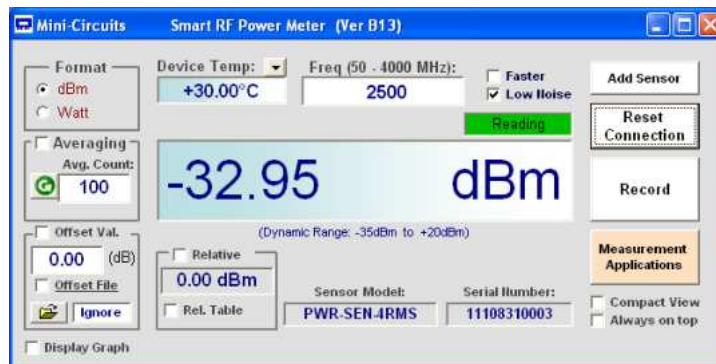 Mini-Circuits Smart RF Power Meter (Ver B13)
Format
dBm
Watt
Device Temp:
+30.00°C
Freq (50 - 4000 MHz):
2500
Faster
Low Noise
Reading
Add Sensor
Reset
Connection
Record
Measurement
Applications
Compact View
Always on top
Averaging
Avg. Count:
100
-32.95 dBm
(Dynamic Range: -35dBm to +20dBm)
Offset Val.
0.00 (dB)
Offset File
Ignore
Relative
0.00 dBm
Rel. Table
Sensor Model:
PWR-SEN-4RMS
Serial Number:
11108310003
Display Graph